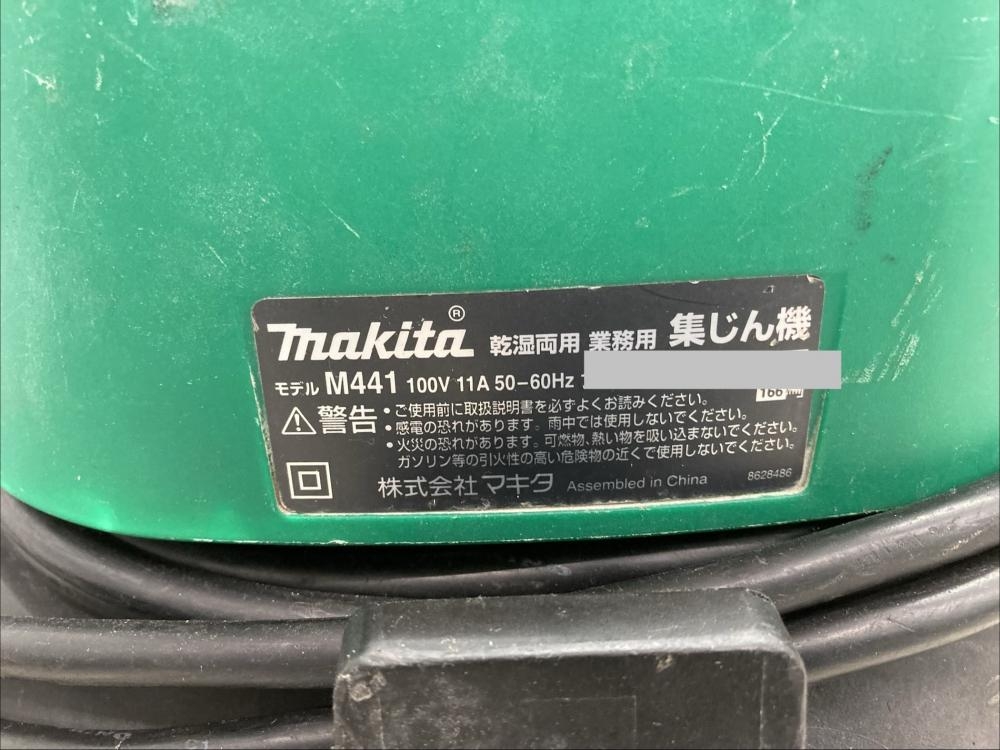 makita® 乾湿両用 業務用 集じん機
モデル M441 100V 11A 50-60Hz
166
警告 ・ご使用前に取扱説明書を必ずよくお読みください。
・感電の恐れがあります。雨中では使用しないでください。
・火災の恐れがあります。可燃物、熱い物を吸い込まないでください。
ガソリン等の引火性の高い危険物の近くで使用しないでください。
株式会社マキタ Assembled in China 8628486